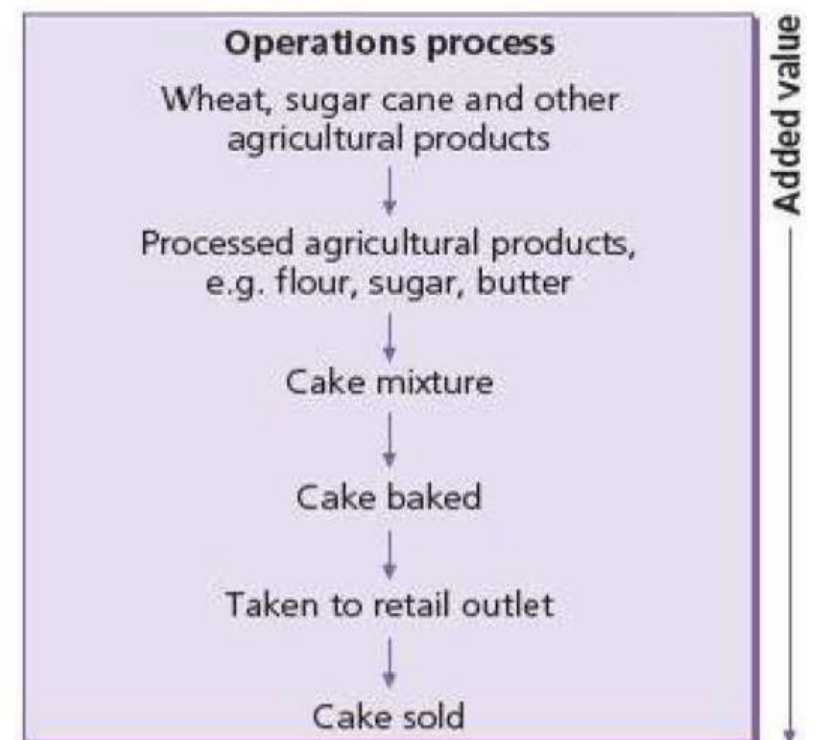 Operations process
Wheat, sugar cane and other
agricultural products
Processed agricultural products,
e.g. flour, sugar, butter
Cake mixture
Cake baked
Taken to retail outlet
Cake sold
Added value